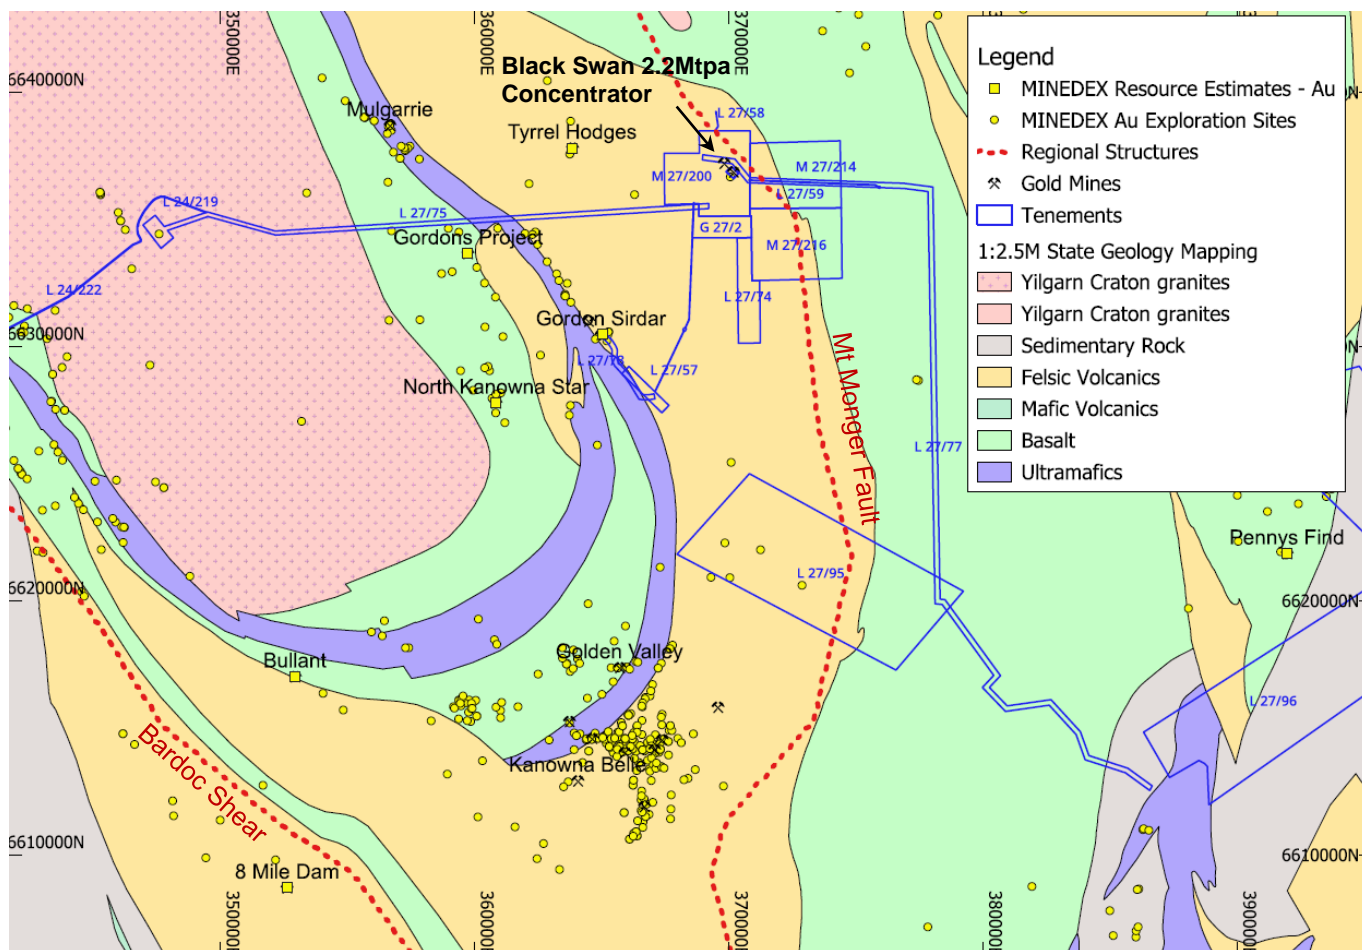 350000E
360000E
370000E
6640000N
Black Swan 2.2Mtpa
Concentrator
Mulgarrie
Tyrrel Hodges
L 27/58
M 27/200
M 27/214
L 27/59
L 24/219
L 27/75
G 27/2
M 27/216
Gordons Project
L 24/222
L 27/74
6630000N
Gordon Sirdar
L 27/78
L 27/57
North Kanowna Star
Mt Monger Fault
L 27/77
Legend
MINEDEX Resource Estimates - Au
MINEDEX Au Exploration Sites
Regional Structures
Gold Mines
Tenements
1:2.5M State Geology Mapping
Yilgarn Craton granites
Yilgarn Craton granites
Sedimentary Rock
Felsic Volcanics
Mafic Volcanics
Basalt
Ultramafics
Pennys Find
L 27/95
6620000N
6620000N
Golden Valley
Bullant
L 27/96
Bardoc Shear
Kanowna Belle
6610000N
6610000N
8 Mile Dam
350000E
360000E
370000E
380000E
390000E